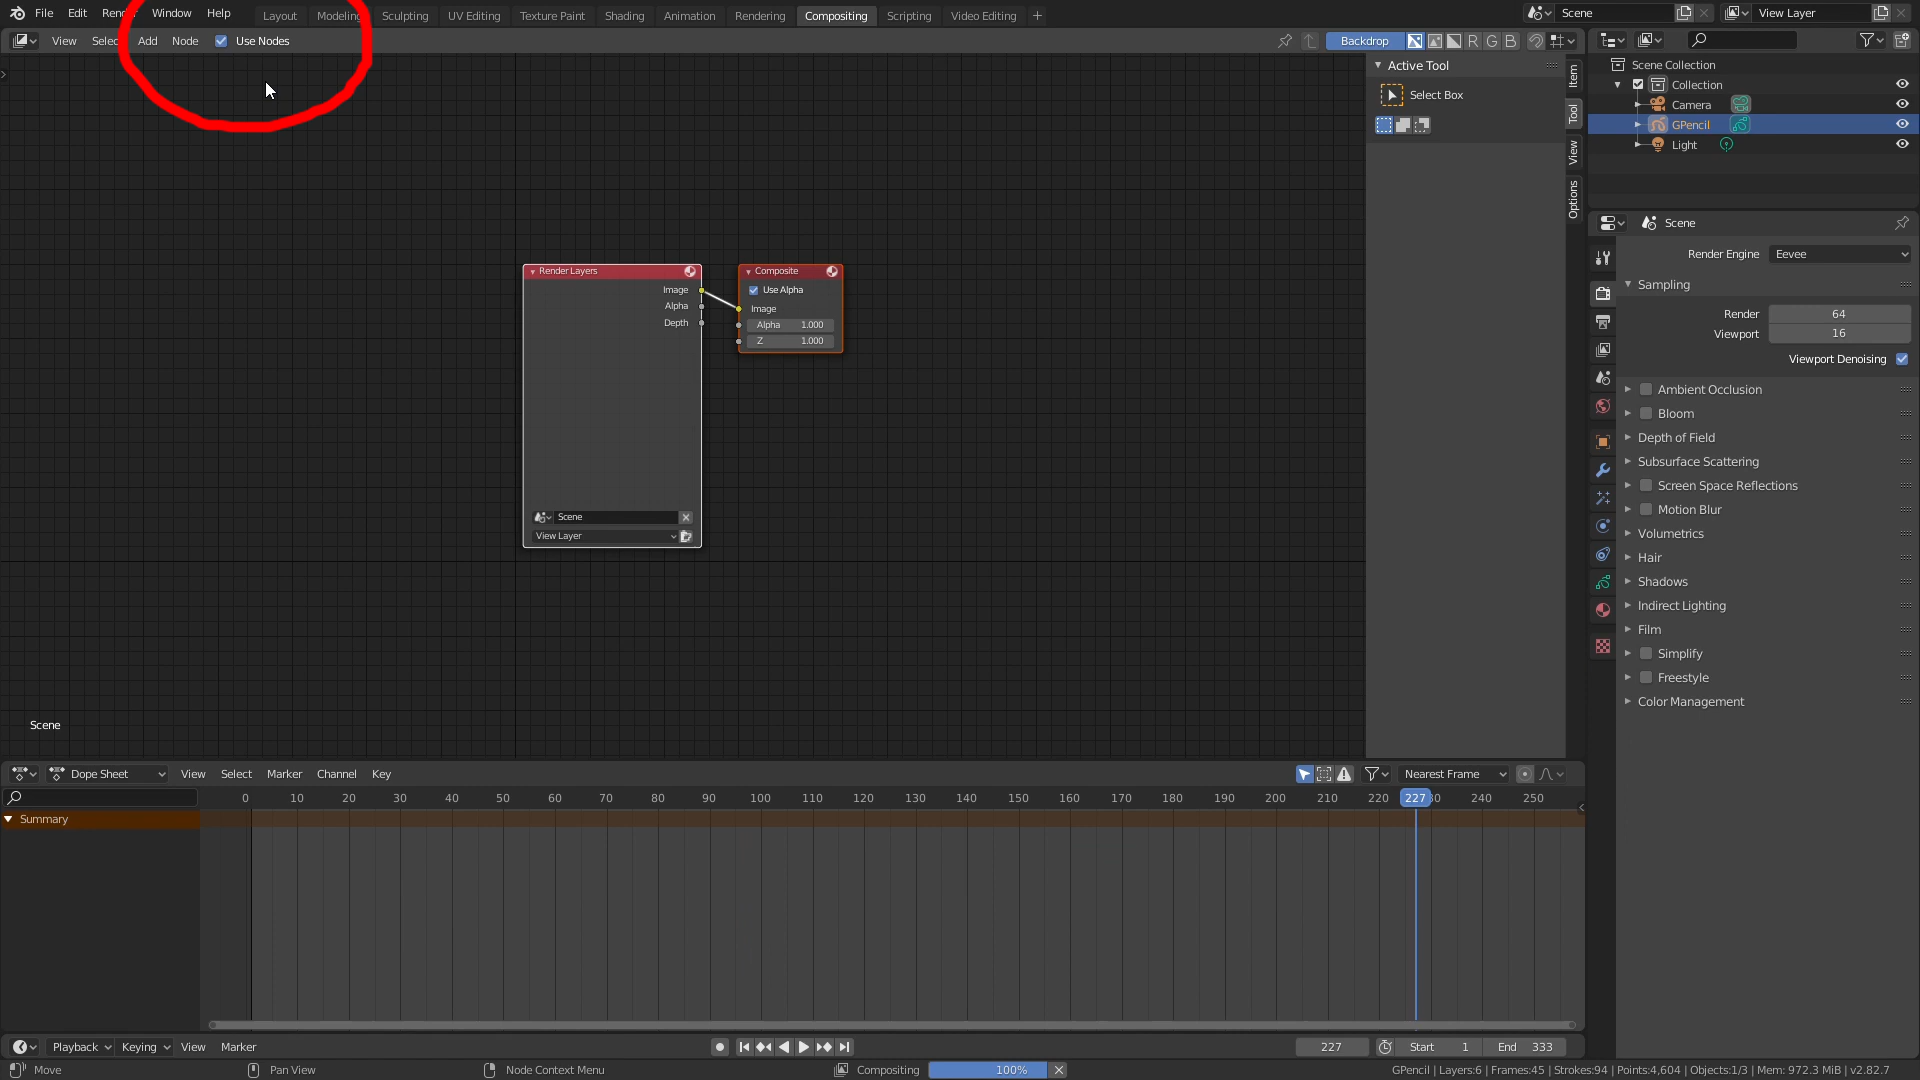 File Edit Rend Window Help Layout Modeling Sculpting UV Editing Texture Paint Shading Animation Rendering Compositing Scripting Video Editing + Scene View Layer
View Selec Add Node Use Nodes Backdrop R G B
Active Tool
Select Box
Item
Tool
View
Options
Scene Collection
Collection
Camera
GPencil
Light
Scene
Render Engine Eevee
Sampling
Render 64
Viewport 16
Viewport Denoising
Ambient Occlusion
Bloom
Depth of Field
Subsurface Scattering
Screen Space Reflections
Motion Blur
Volumetrics
Hair
Shadows
Indirect Lighting
Film
Simplify
Freestyle
Color Management
Render Layers
Image
Alpha
Depth
Scene
View Layer
Composite
Use Alpha
Image
Alpha 1.000
Z 1.000
Scene
Dope Sheet View Select Marker Channel Key Nearest Frame
0 10 20 30 40 50 60 70 80 90 100 110 120 130 140 150 160 170 180 190 200 210 220 227 30 240 250
Summary
Playback Keying View Marker 227 Start 1 End 333
Move Pan View Node Context Menu Compositing 100% GPencil | Layers:6 | Frames:45 | Strokes:94 | Points:4,604 | Objects:1/3 | Mem: 972.3 MiB | v2.82.7